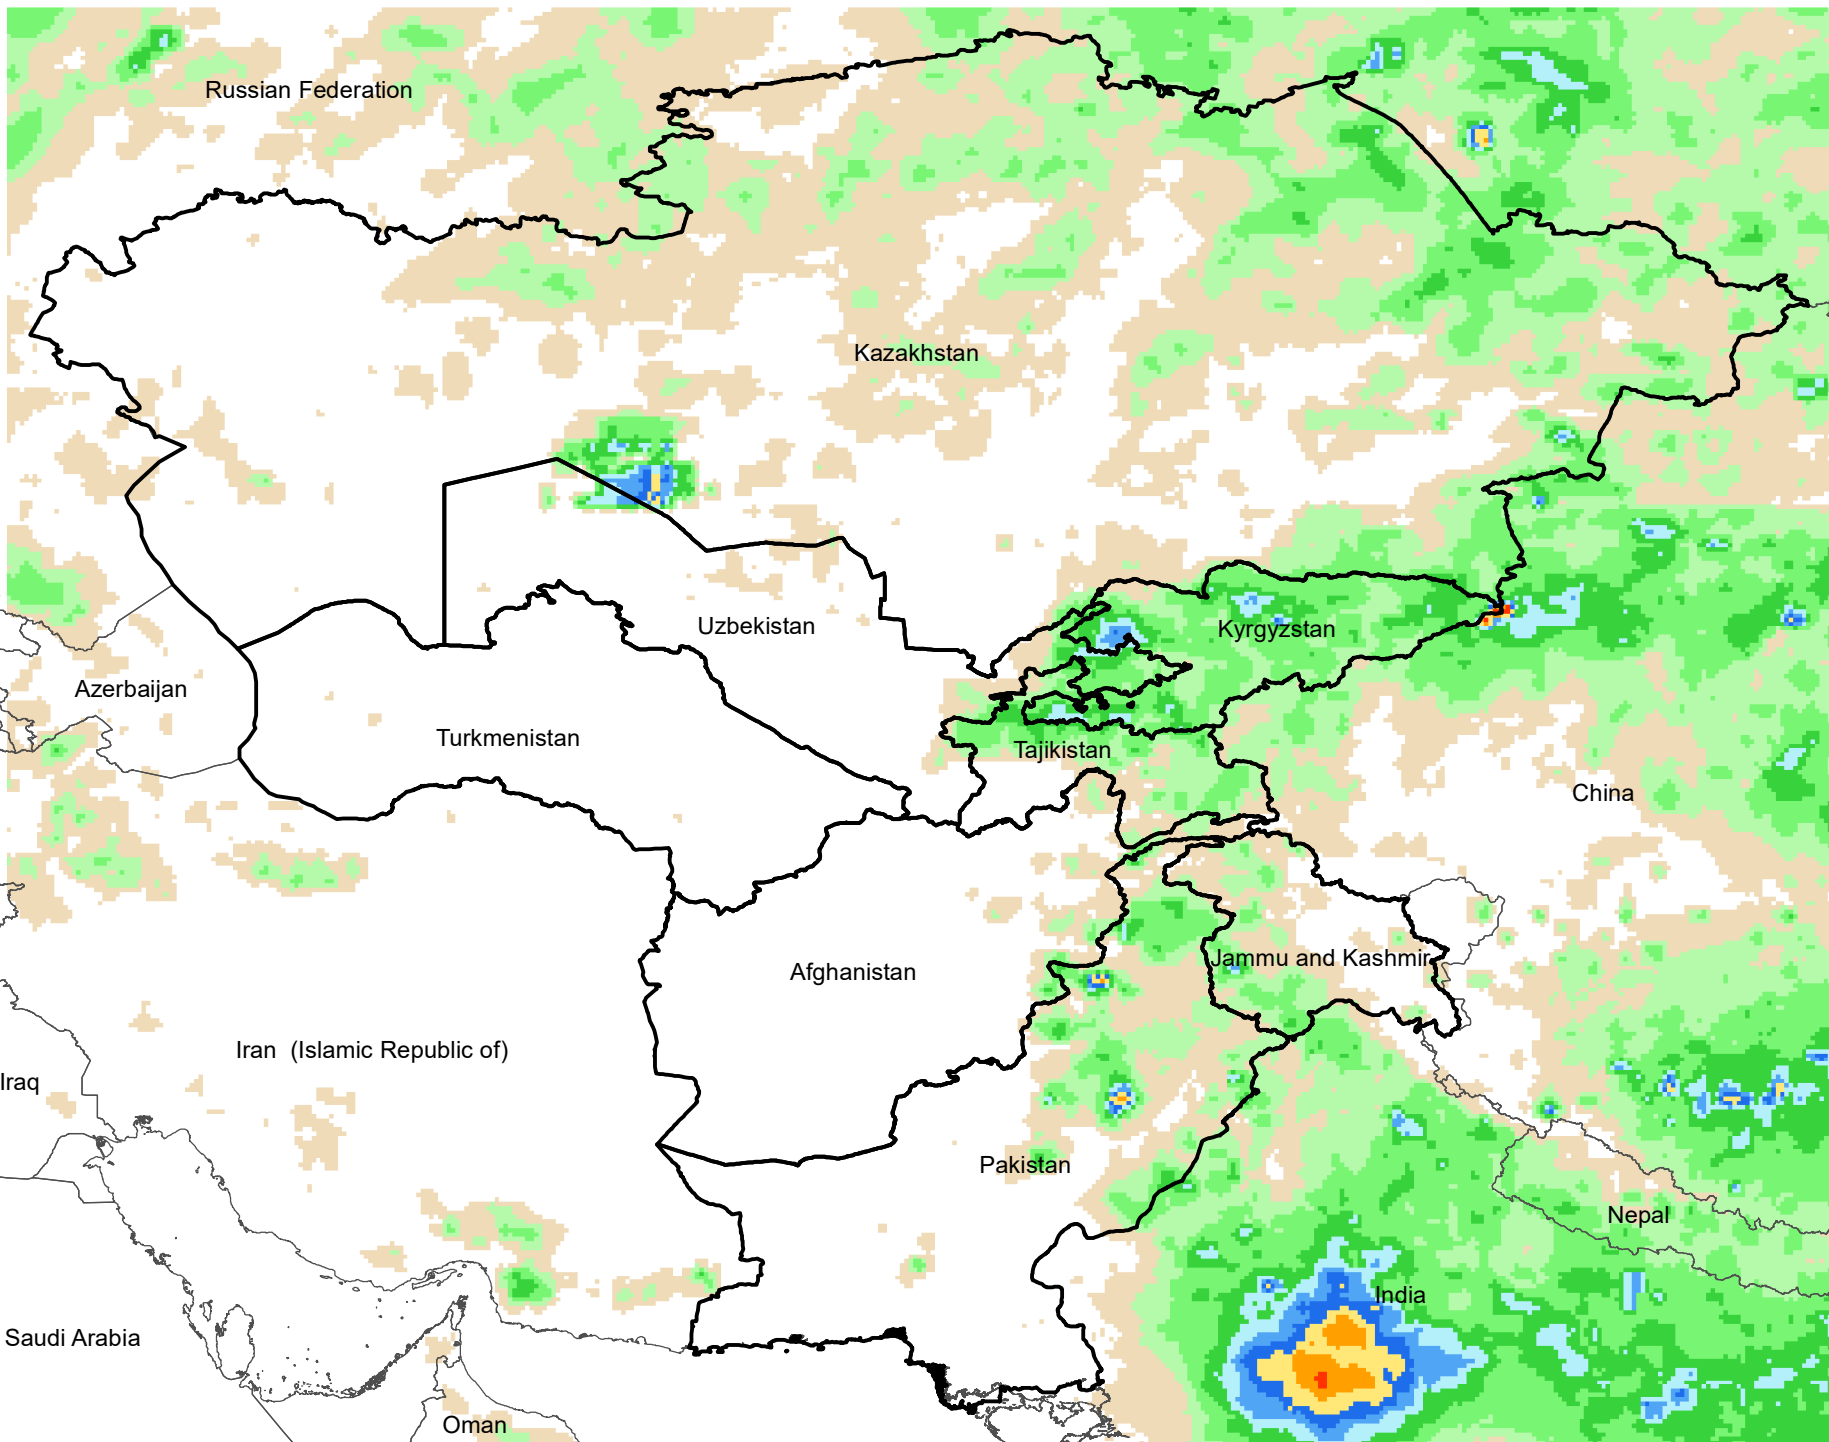 Russian Federation
Kazakhstan
Uzbekistan
Kyrgyzstan
Azerbaijan
Turkmenistan
Tajikistan
China
Afghanistan
Jammu and Kashmir
Iran  (Islamic Republic of)
Iraq
Pakistan
Nepal
India
Saudi Arabia
Oman